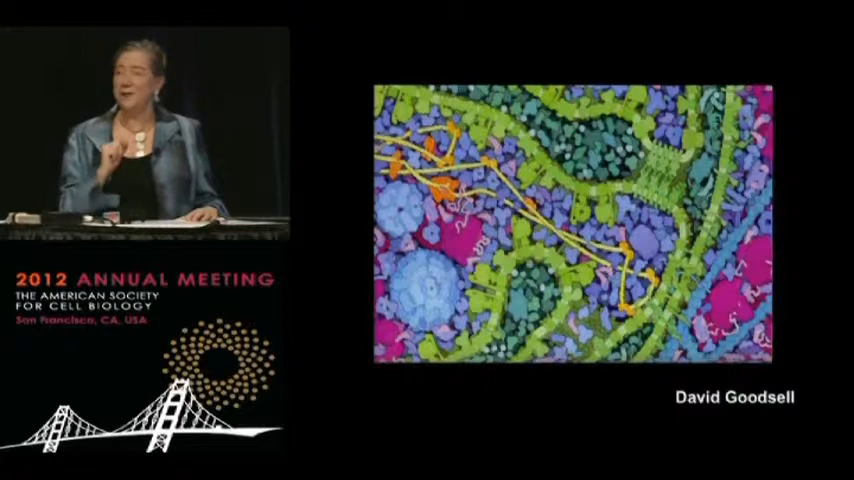 2012 ANNUAL MEETING
THE AMERICAN SOCIETY
FOR CELL BIOLOGY
San Francisco, CA, USA
David Goodsell